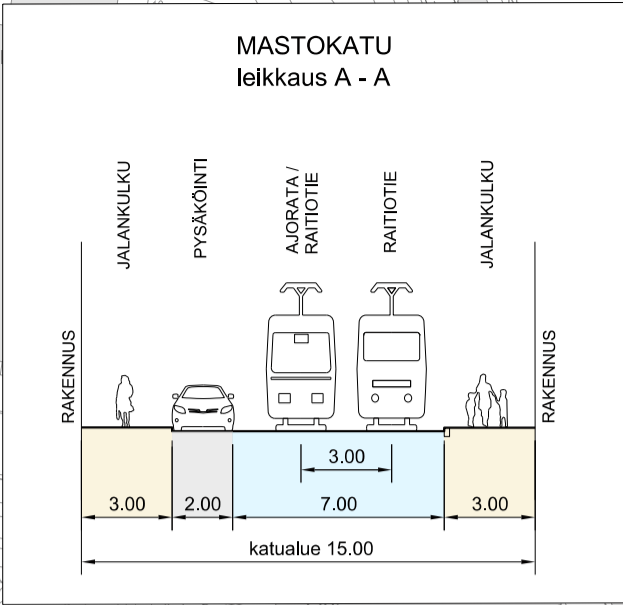 MASTOKATU
leikkaus A - A
JALANKULKU
PYSÄKÖINTI
AJORATA /
RAITIOTIE
RAITIOTIE
JALANKULKU
RAKENNUS
RAKENNUS
3.00
3.00
2.00
7.00
3.00
katualue 15.00